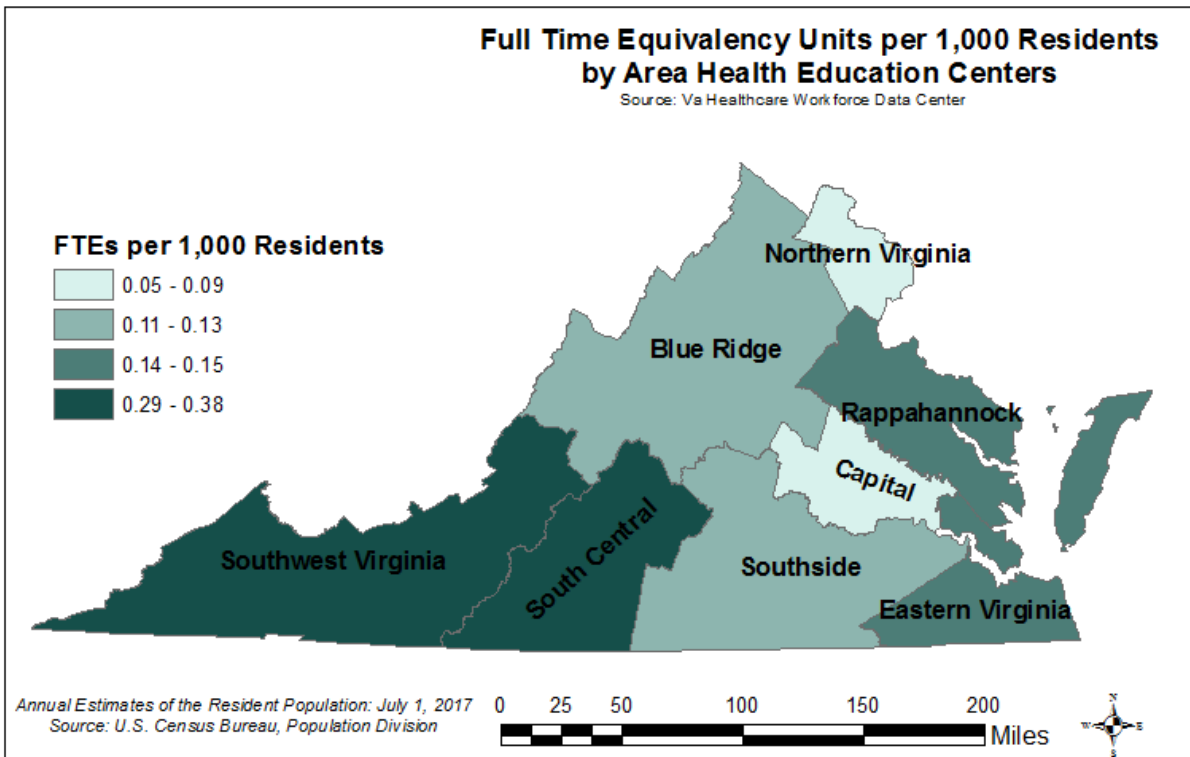 Full Time Equivalency Units per 1,000 Residents
by Area Health Education Centers
Source: Va Healthcare Workforce Data Center
FTEs per 1,000 Residents
0.05 - 0.09
0.11 - 0.13
0.14 - 0.15
0.29 - 0.38
Northern Virginia
Blue Ridge
Rappahannock
Capital
Southwest Virginia
South Central
Southside
Eastern Virginia
Annual Estimates of the Resident Population: July 1, 2017
Source: U.S. Census Bureau, Population Division
0 25 50 100 150 200
Miles
N
W E
S